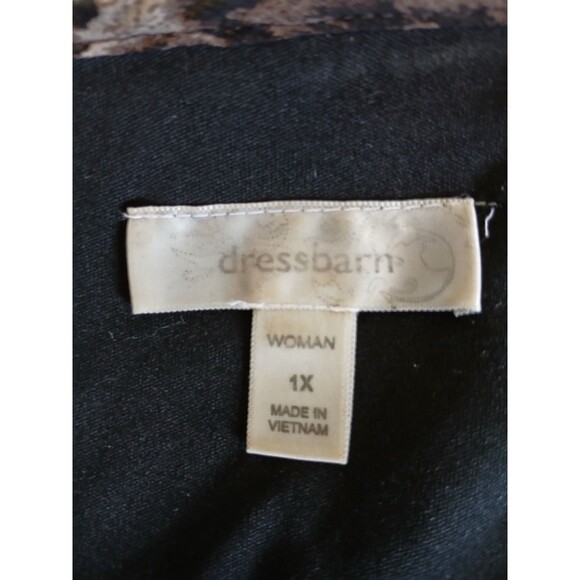 dressbarn
WOMAN
1X
MADE IN
VIETNAM